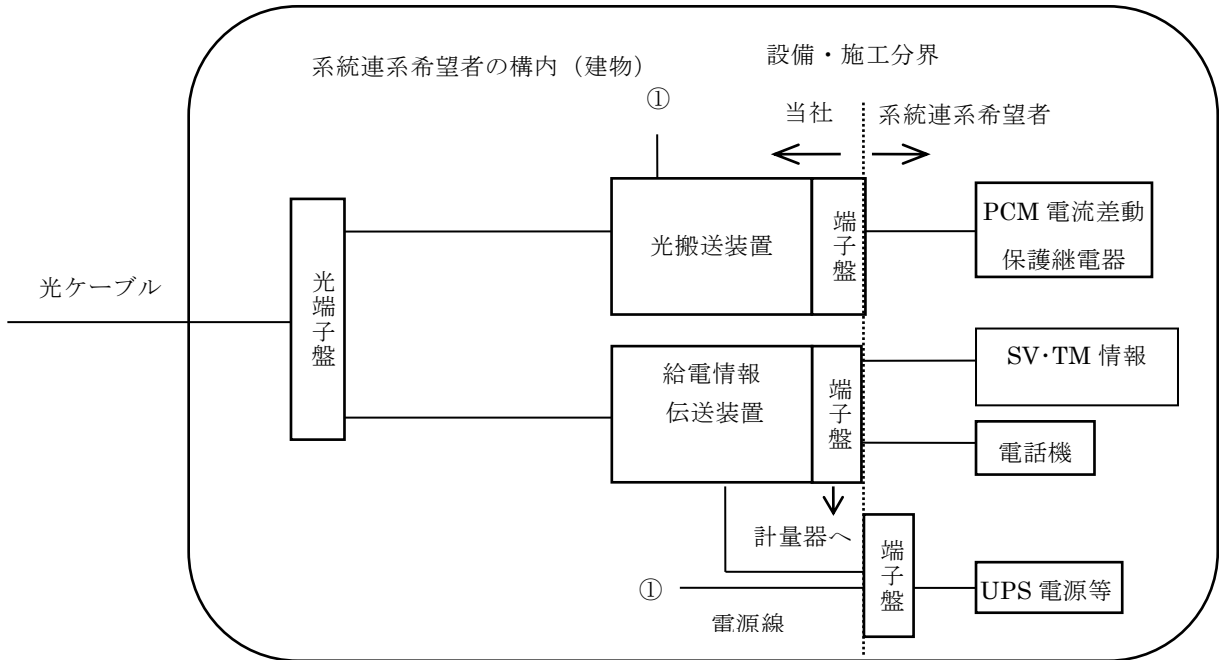 設備・施工分界
系統連系希望者の構内（建物）
①
当社
系統連系希望者
PCM 電流差動
保護継電器
端子盤
光搬送装置
光ケーブル
光端子盤
SV･TM 情報
給電情報
伝送装置
端子盤
電話機
計量器へ
端子盤
①
UPS 電源等
電源線